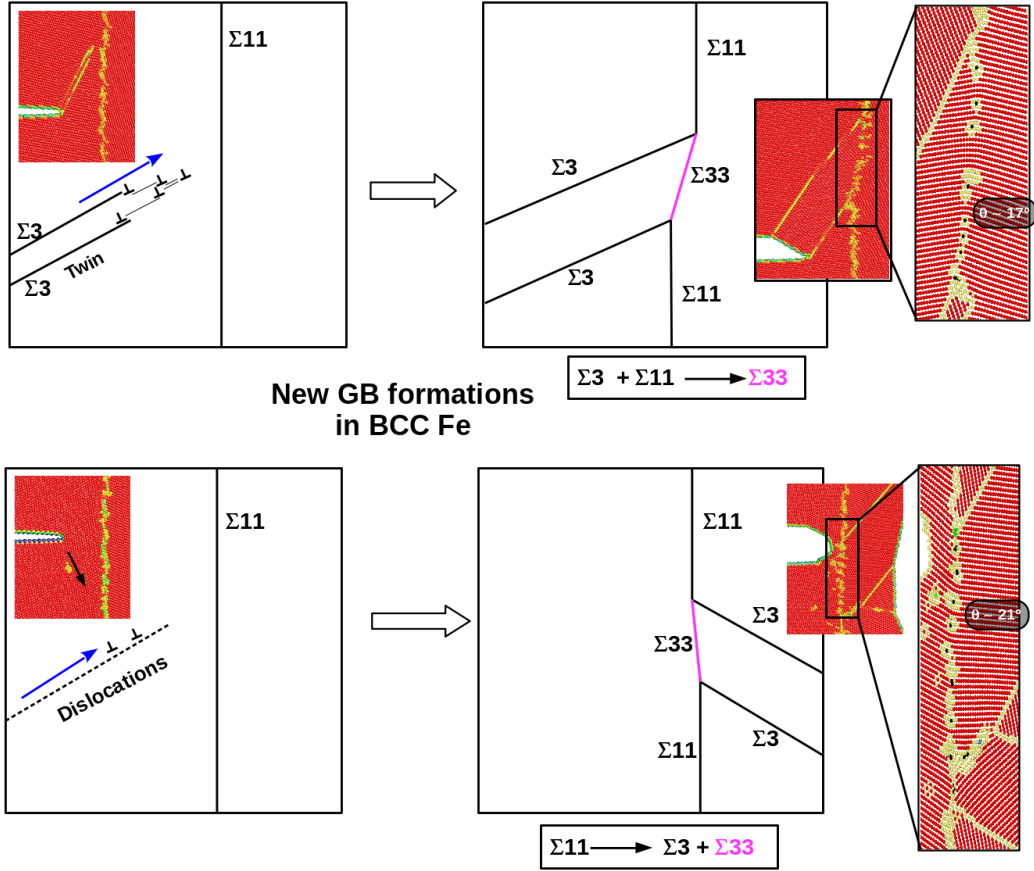 Σ11
Σ3
Σ3
Twin
Σ11
Σ3
Σ33
Σ3
Σ11
θ ~ 17°
Σ3 + Σ11 → Σ33
New GB formations
in BCC Fe
Σ11
Dislocations
Σ11
Σ3
Σ33
Σ11
Σ3
θ ~ 21°
Σ11 → Σ3 + Σ33